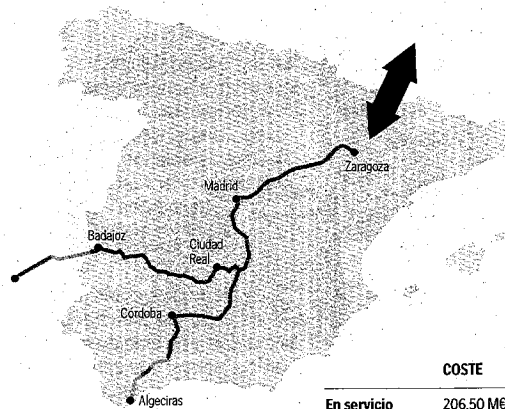 Zaragoza
Madrid
Badajoz
Ciudad
Real
Córdoba
Algeciras
COSTE
En servicio 206,50 M€